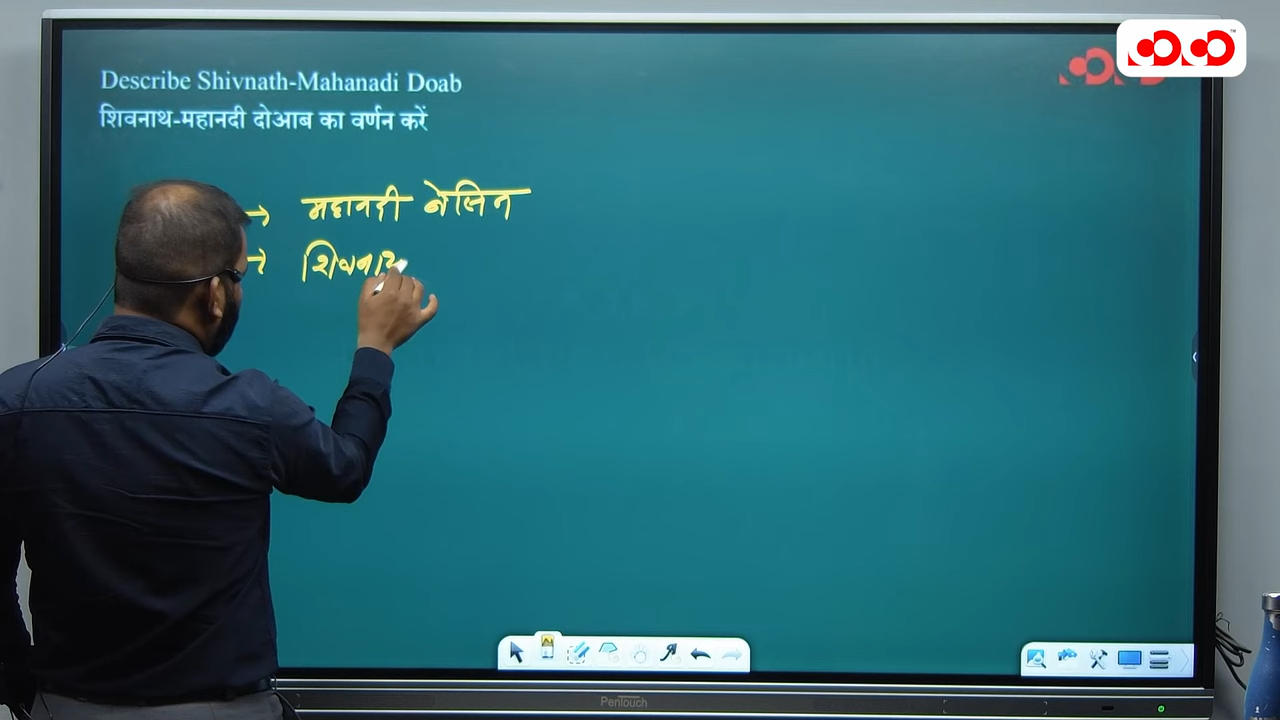 Describe Shivnath-Mahanadi Doab
शिवनाथ-महानदी दोआब का वर्णन करें
→ महानदी बेसिन
→ शिवनाथ
PenTouch